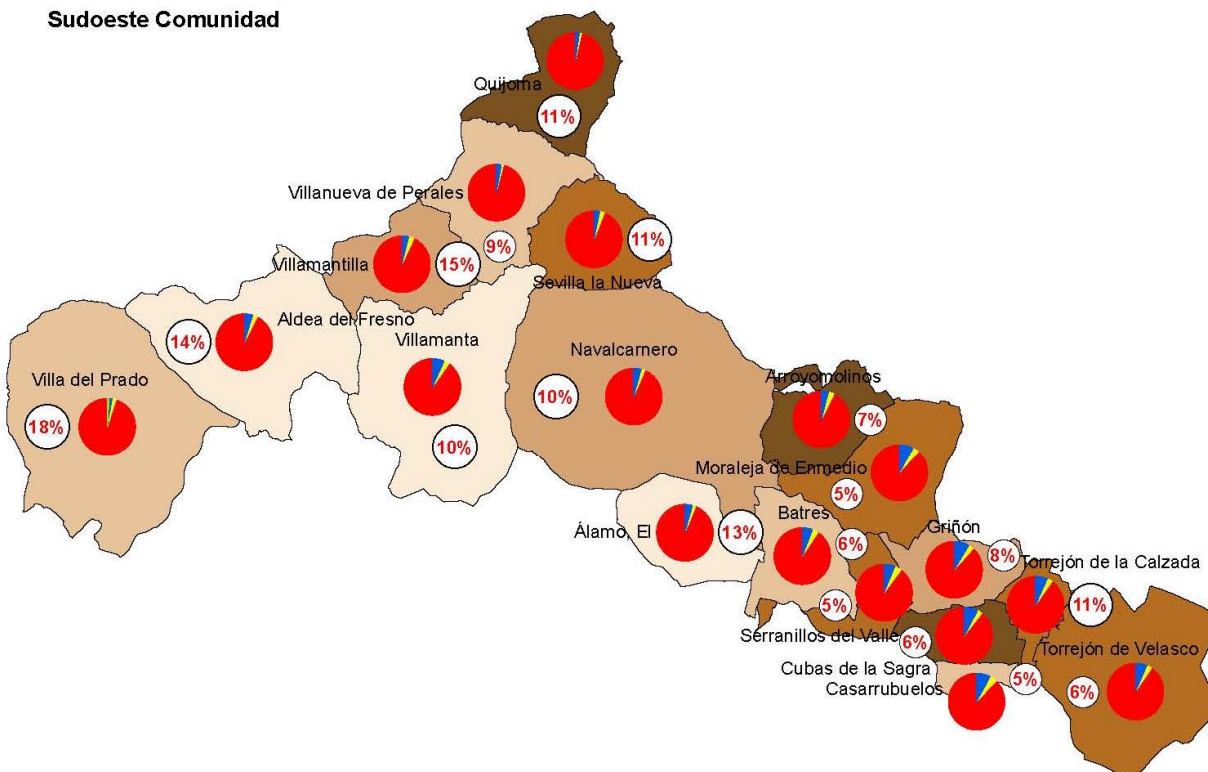 Sudoeste Comunidad
Quijorna
11%
Villanueva de Perales
9%
Sevilla la Nueva
11%
Villamantilla
15%
Aldea del Fresno
14%
Villamanta
10%
Navalcarnero
10%
Villa del Prado
18%
Arroyomolinos
7%
Moraleja de Enmedio
5%
Álamo, El
13%
Batres
6%
Griñón
8%
Torrejón de la Calzada
11%
5%
Serranillos del Valle
6%
Cubas de la Sagra
5%
Casarrubuelos
Torrejón de Velasco
6%